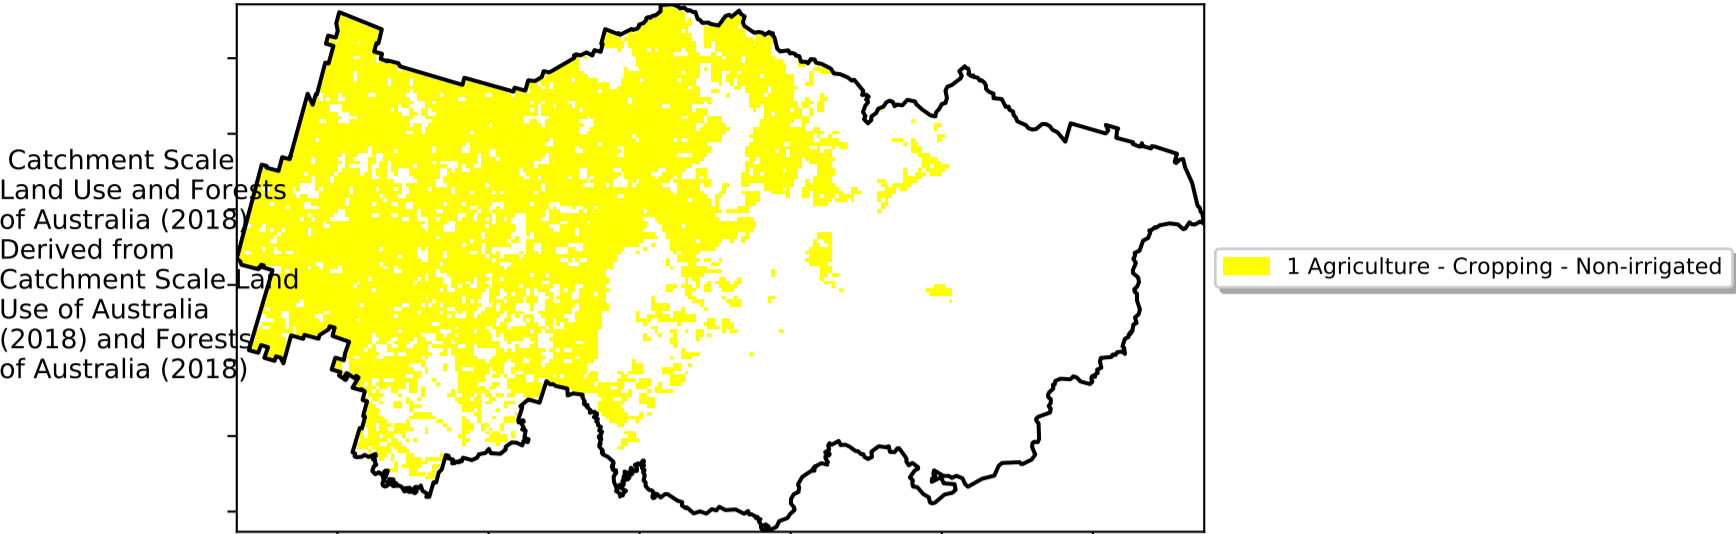 Catchment Scale
Land Use and Forests
of Australia (2018)
Derived from
Catchment Scale Land
Use of Australia
(2018) and Forests
of Australia (2018)
1 Agriculture - Cropping - Non-irrigated